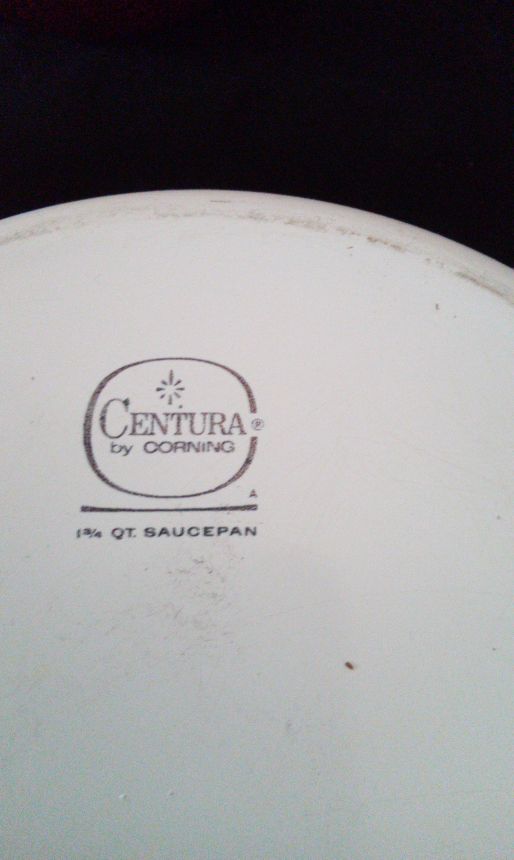 CENTURA®
by CORNING
A
1¾ QT. SAUCEPAN